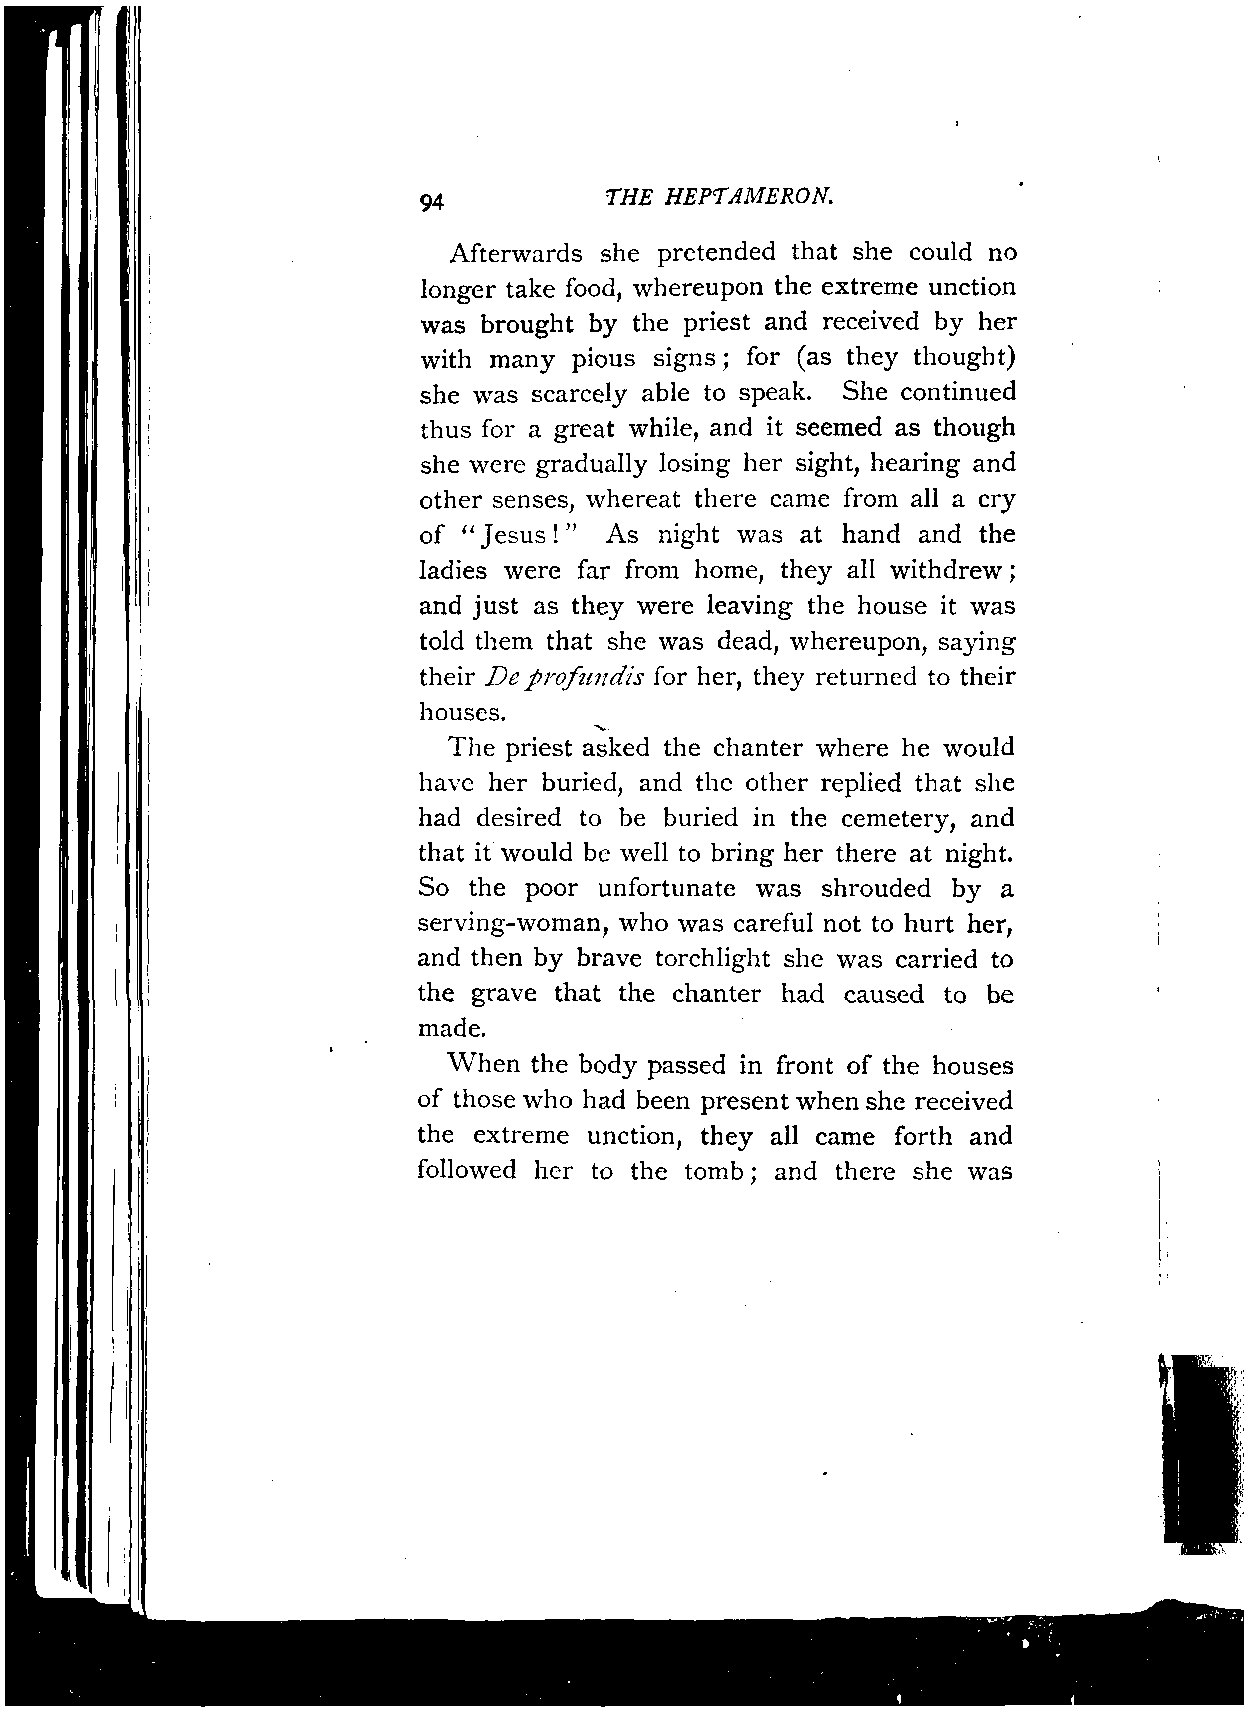 94 THE HEPTAMERON.
Afterwards she pretended that she could no
longer take food, whereupon the extreme unction
was brought by the priest and received by her
with many pious signs; for (as they thought)
she was scarcely able to speak. She continued
thus for a great while, and it seemed as though
she were gradually losing her sight, hearing and
other senses, whereat there came from all a cry
of "Jesus!" As night was at hand and the
ladies were far from home, they all withdrew;
and just as they were leaving the house it was
told them that she was dead, whereupon, saying
their De profundis for her, they returned to their
houses.
The priest asked the chanter where he would
have her buried, and the other replied that she
had desired to be buried in the cemetery, and
that it would be well to bring her there at night.
So the poor unfortunate was shrouded by a
serving-woman, who was careful not to hurt her,
and then by brave torchlight she was carried to
the grave that the chanter had caused to be
made.
When the body passed in front of the houses
of those who had been present when she received
the extreme unction, they all came forth and
followed her to the tomb; and there she was